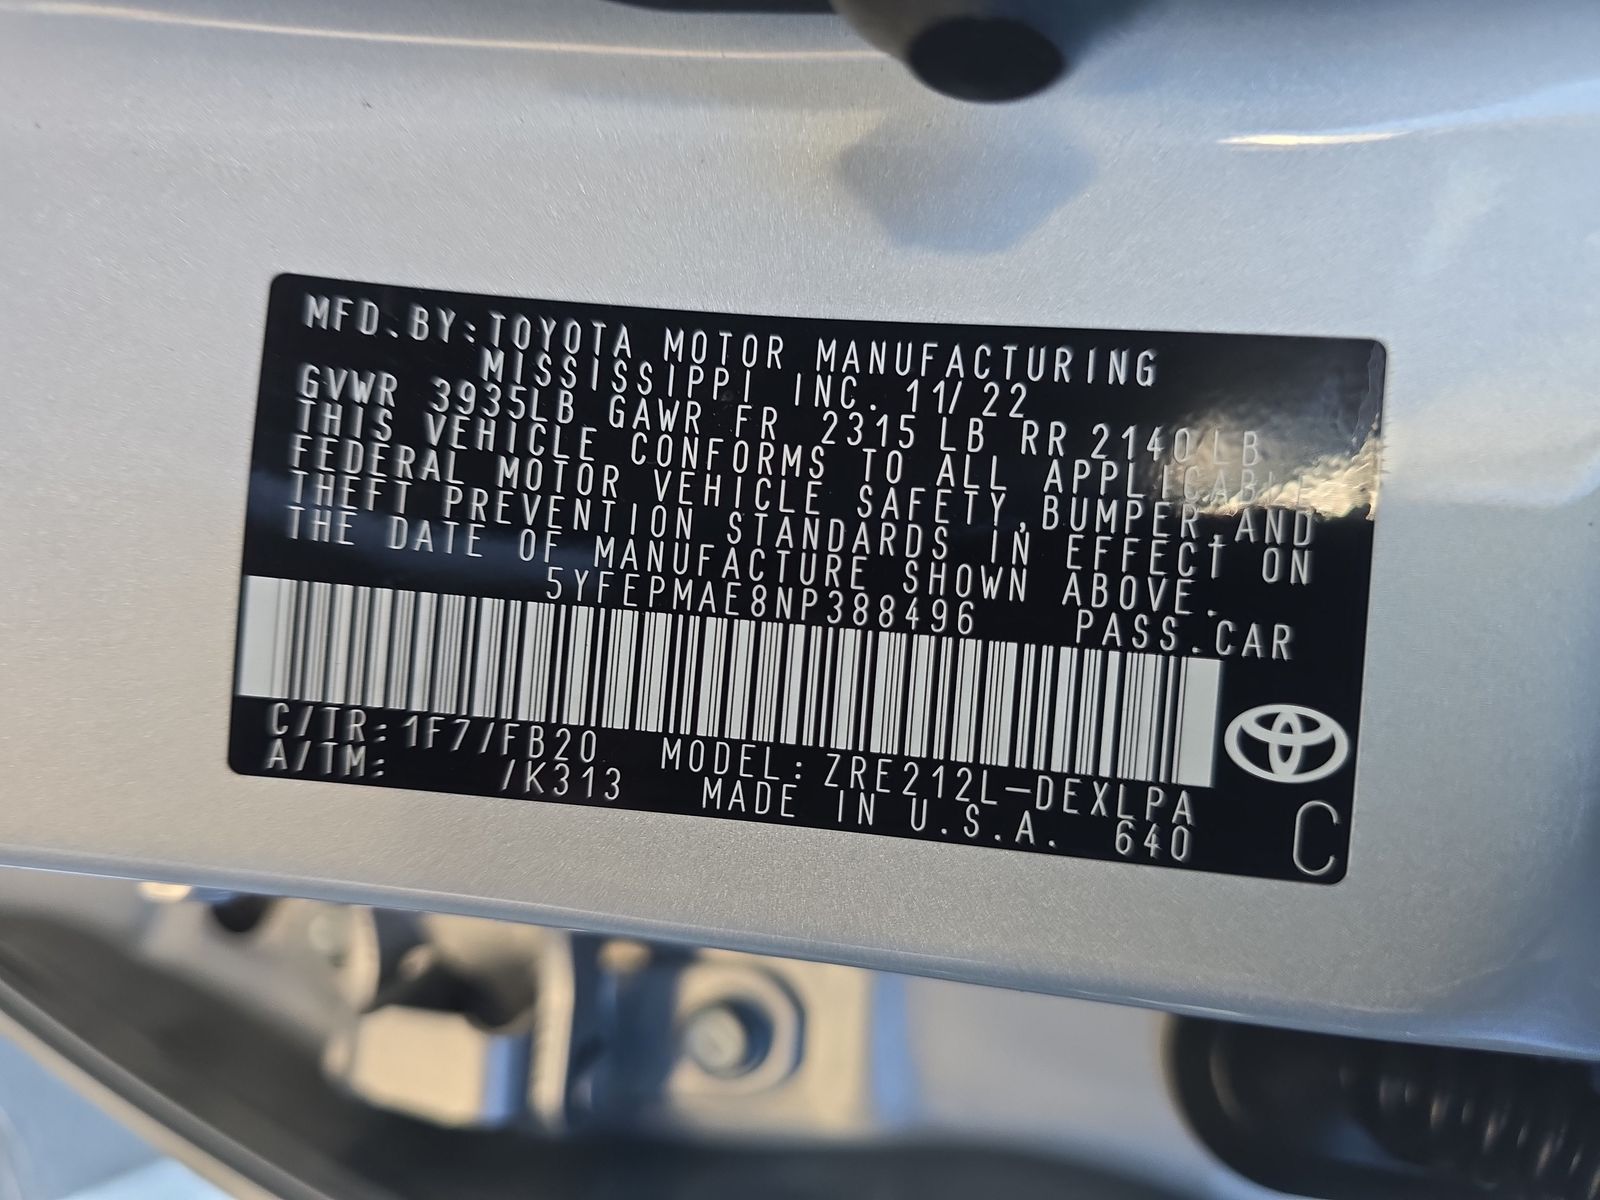 MFD.BY:TOYOTA MOTOR MANUFACTURING
MISSISSIPPI INC. 11/22
GVWR 3935LB GAWR FR 2315LB RR 2140LB
THIS VEHICLE CONFORMS TO ALL APPLICABLE
FEDERAL MOTOR VEHICLE SAFETY,BUMPER,AND
THEFT PREVENTION STANDARDS IN EFFECT ON
THE DATE OF MANUFACTURE SHOWN ABOVE.
5YFEPMAE8NP388496 PASS.CAR
C/TR:1F7/FB20 MODEL:ZRE212L-DEXLPA
A/TM: /K313 MADE IN U.S.A. 640
C